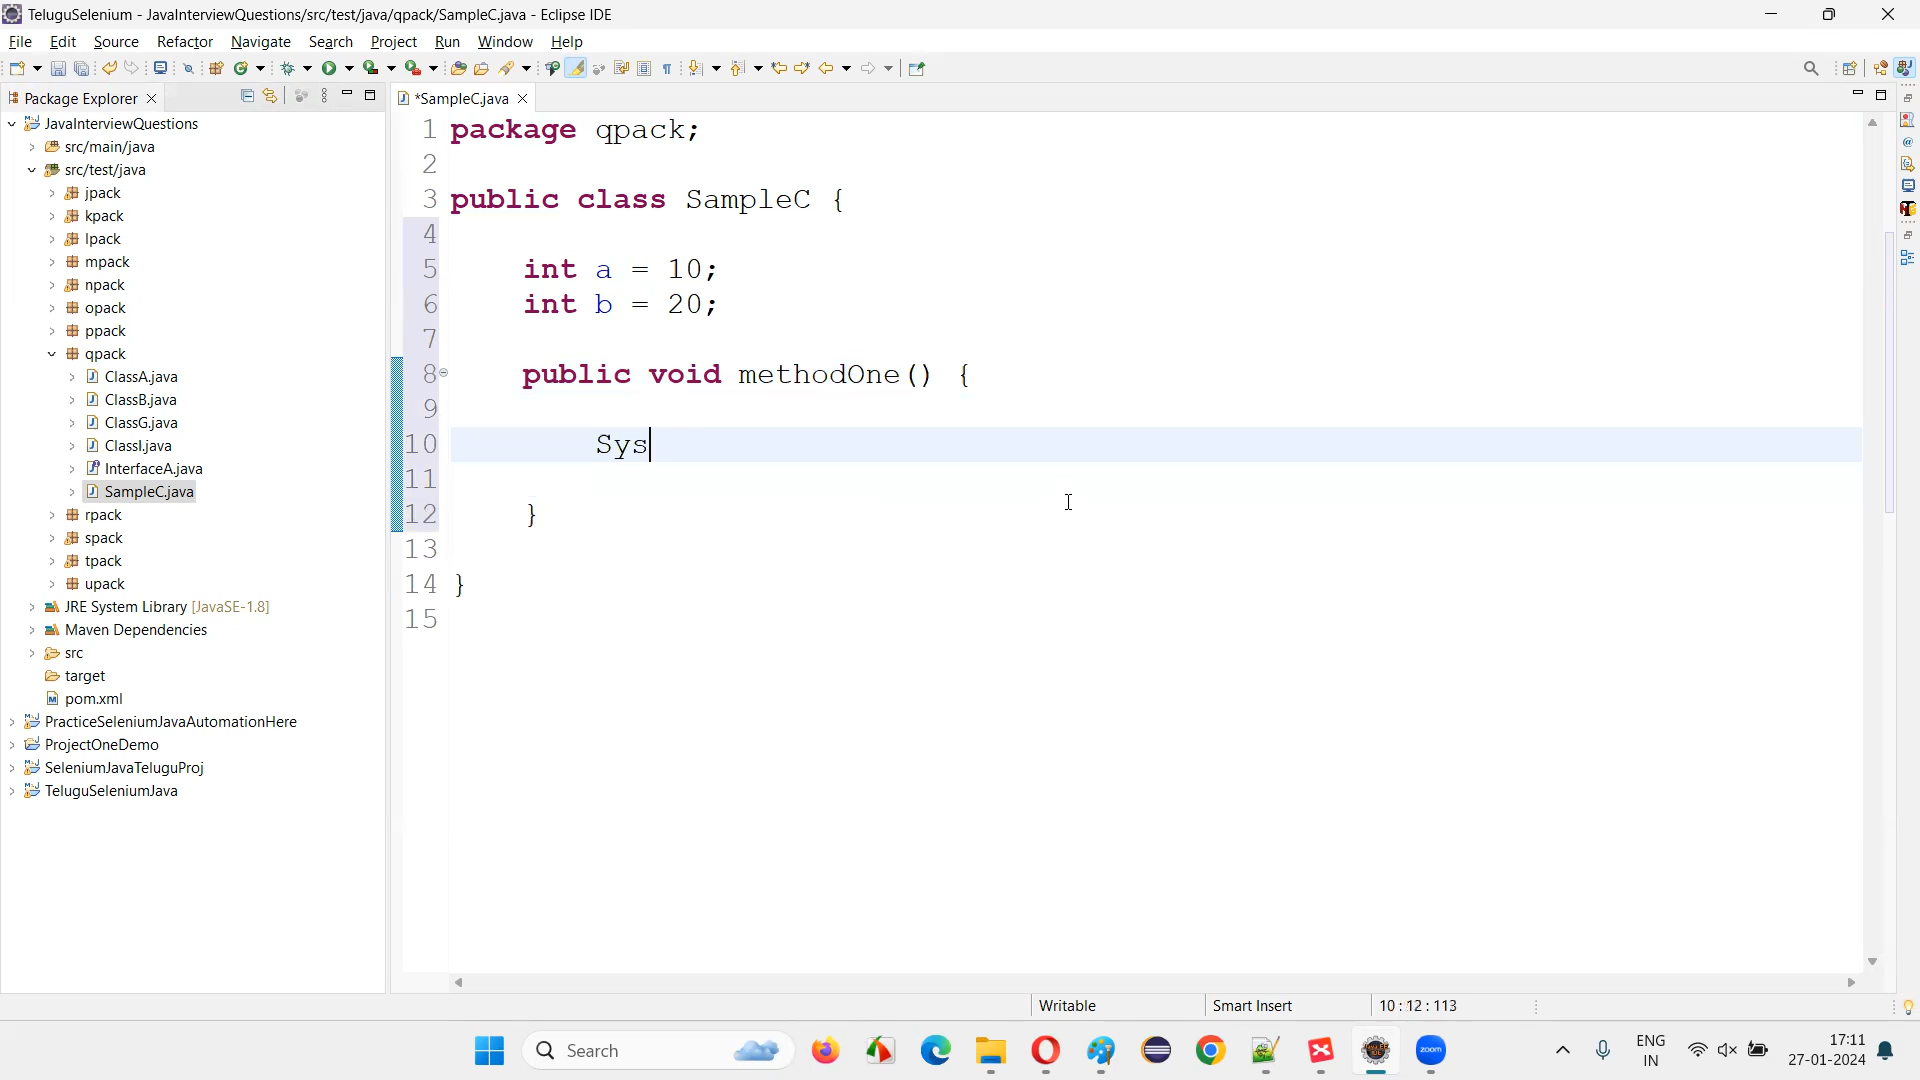 TeluguSelenium - JavaInterviewQuestions/src/test/java/qpack/SampleC.java - Eclipse IDE
File Edit Source Refactor Navigate Search Project Run Window Help
Package Explorer
*SampleC.java
JavaInterviewQuestions
src/main/java
src/test/java
jpack
kpack
lpack
mpack
npack
opack
ppack
qpack
ClassA.java
ClassB.java
ClassG.java
ClassI.java
InterfaceA.java
SampleC.java
rpack
spack
tpack
upack
JRE System Library [JavaSE-1.8]
Maven Dependencies
src
target
pom.xml
PracticeSeleniumJavaAutomationHere
ProjectOneDemo
SeleniumJavaTeluguProj
TeluguSeleniumJava
1 package qpack;
2
3 public class SampleC {
4
5 int a = 10;
6 int b = 20;
7
8 public void methodOne() {
9
10 Sys
11
12 }
13
14 }
15
Writable
Smart Insert
10 : 12 : 113
Search
zoom
ENG
IN
17:11
27-01-2024